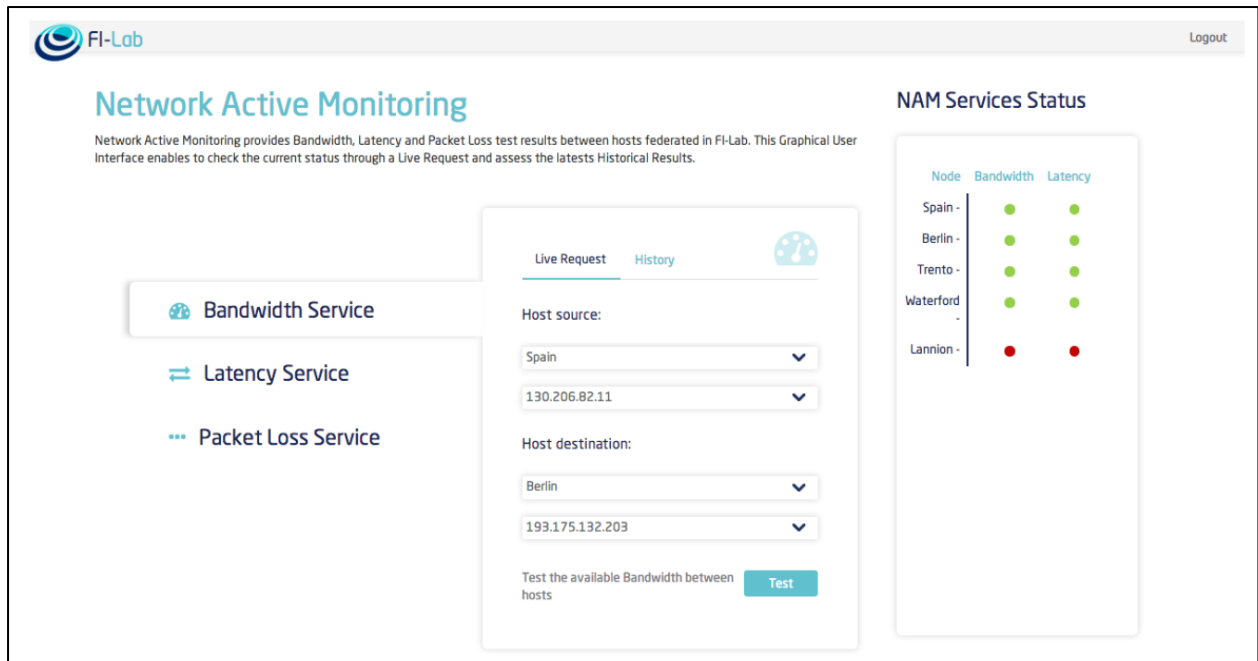 FI-Lab
Logout
Network Active Monitoring
Network Active Monitoring provides Bandwidth, Latency and Packet Loss test results between hosts federated in FI-Lab. This Graphical User
Interface enables to check the current status through a Live Request and assess the latests Historical Results.
Bandwidth Service
Latency Service
Packet Loss Service
Live Request History
Host source:
Spain
130.206.82.11
Host destination:
Berlin
193.175.132.203
Test the available Bandwidth between
hosts
Test
NAM Services Status
Node Bandwidth Latency
Spain -
Berlin -
Trento -
Waterford
-
Lannion -